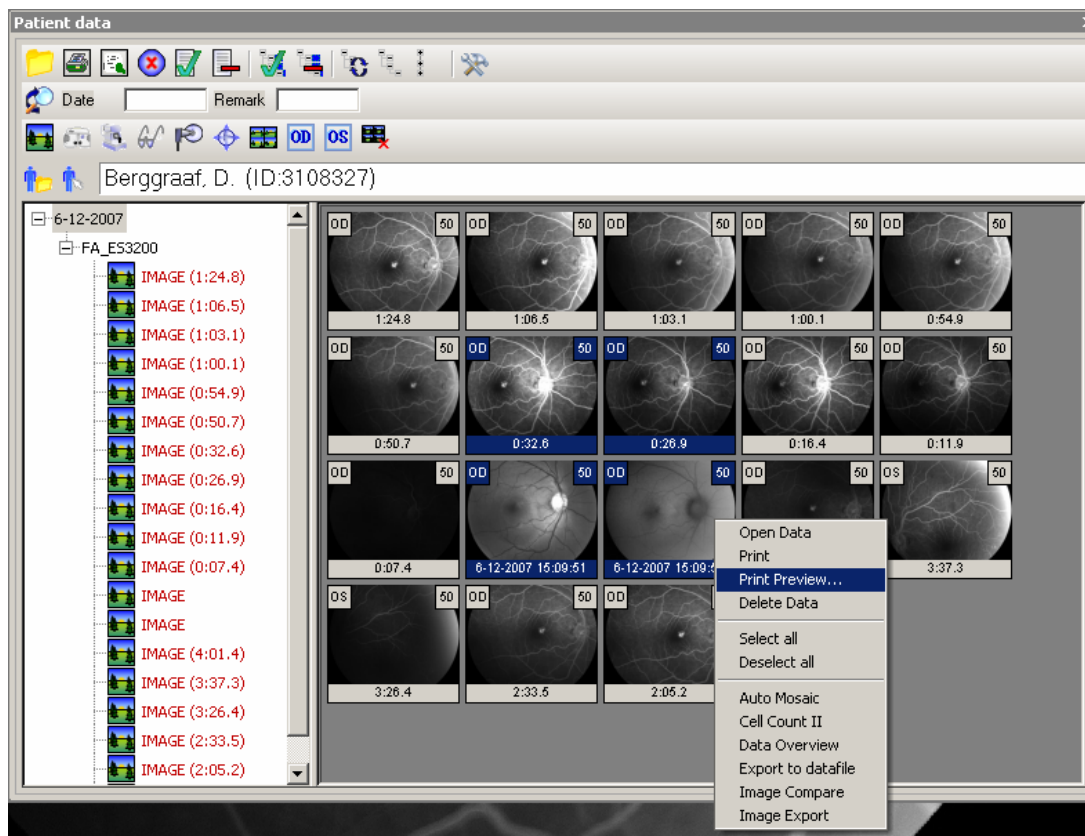 Patient data
Date
Remark
OD OS
Berggraaf, D. (ID:3108327)
6-12-2007
FA_ES3200
IMAGE (1:24.8)
IMAGE (1:06.5)
IMAGE (1:03.1)
IMAGE (1:00.1)
IMAGE (0:54.9)
IMAGE (0:50.7)
IMAGE (0:32.6)
IMAGE (0:26.9)
IMAGE (0:16.4)
IMAGE (0:11.9)
IMAGE (0:07.4)
IMAGE
IMAGE
IMAGE (4:01.4)
IMAGE (3:37.3)
IMAGE (3:26.4)
IMAGE (2:33.5)
IMAGE (2:05.2)
OD 50 OD 50 OD 50 OD 50 OD 50
1:24.8 1:06.5 1:03.1 1:00.1 0:54.9
OD 50 OD 50 OD 50 OD 50 OD 50
0:50.7 0:32.6 0:26.9 0:16.4 0:11.9
OD 50 OD 50 OD 50 OD 50 OS 50
0:07.4 6-12-2007 15:09:51 6-12-2007 3:37.3
OS 50 OD 50 OD
3:26.4 2:33.5 2:05.2
Open Data
Print
Print Preview...
Delete Data
Select all
Deselect all
Auto Mosaic
Cell Count II
Data Overview
Export to datafile
Image Compare
Image Export